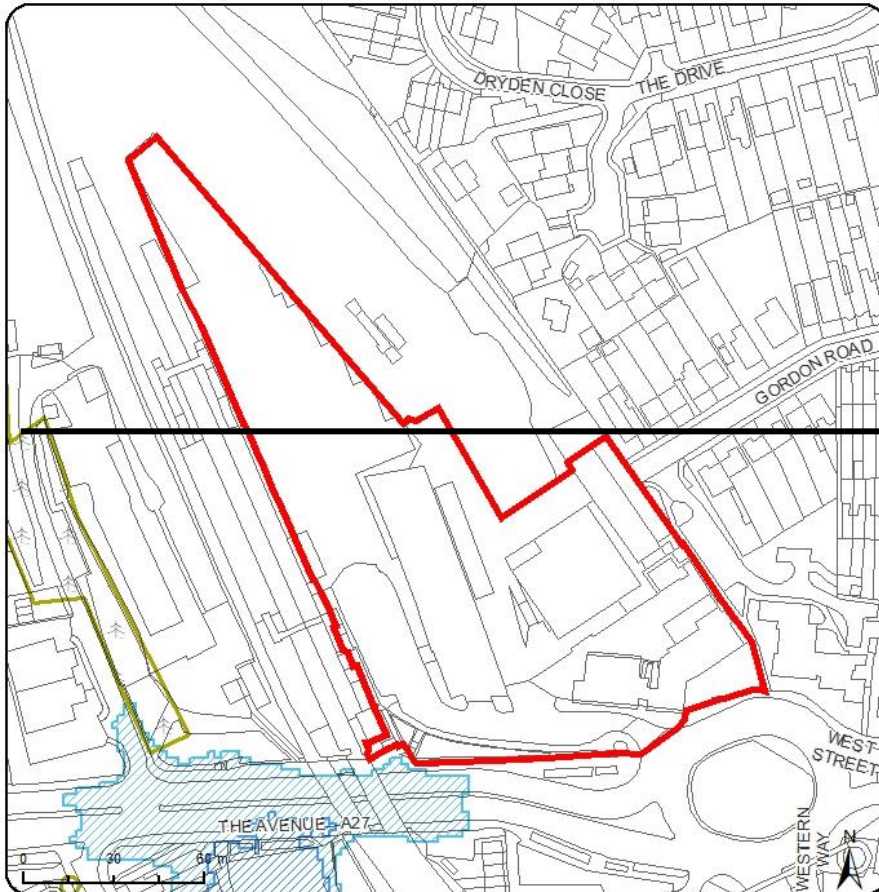 DRYDEN CLOSE
THE DRIVE
GORDON ROAD
WEST
STREET
THE AVENUE A27
WESTERN
WAY
N
0 30 60 m